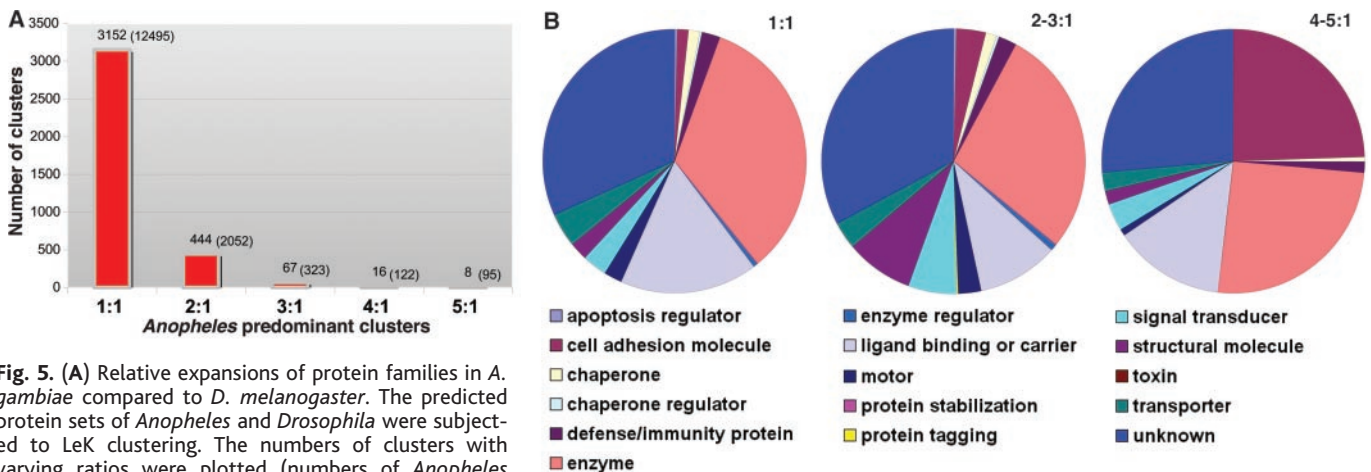 A
3500
3000
2500
2000
1500
1000
500
0
Number of clusters
3152 (12495)
444 (2052)
67 (323)
16 (122)
8 (95)
1:1
2:1
3:1
4:1
5:1
Anopheles predominant clusters
Fig. 5. (A) Relative expansions of protein families in A.
gambiae compared to D. melanogaster. The predicted
protein sets of Anopheles and Drosophila were subject-
ed to LeK clustering. The numbers of clusters with
varying ratios were plotted (numbers of Anopheles
B
1:1
2-3:1
4-5:1
apoptosis regulator
cell adhesion molecule
chaperone
chaperone regulator
defense/immunity protein
enzyme
enzyme regulator
ligand binding or carrier
motor
protein stabilization
protein tagging
signal transducer
structural molecule
toxin
transporter
unknown